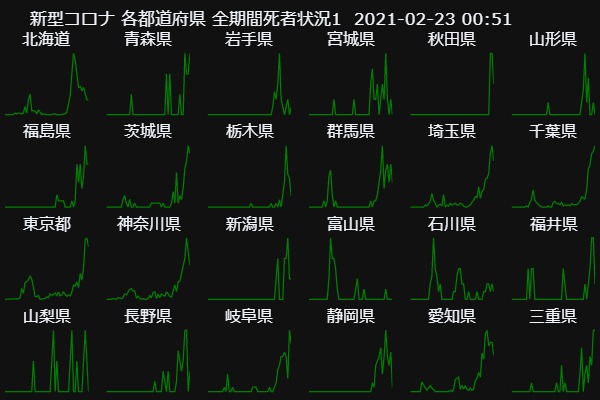 新型コロナ 各都道府県 全期間死者状況1 2021-02-23 00:51
北海道 青森県 岩手県 宮城県 秋田県 山形県
福島県 茨城県 栃木県 群馬県 埼玉県 千葉県
東京都 神奈川県 新潟県 富山県 石川県 福井県
山梨県 長野県 岐阜県 静岡県 愛知県 三重県